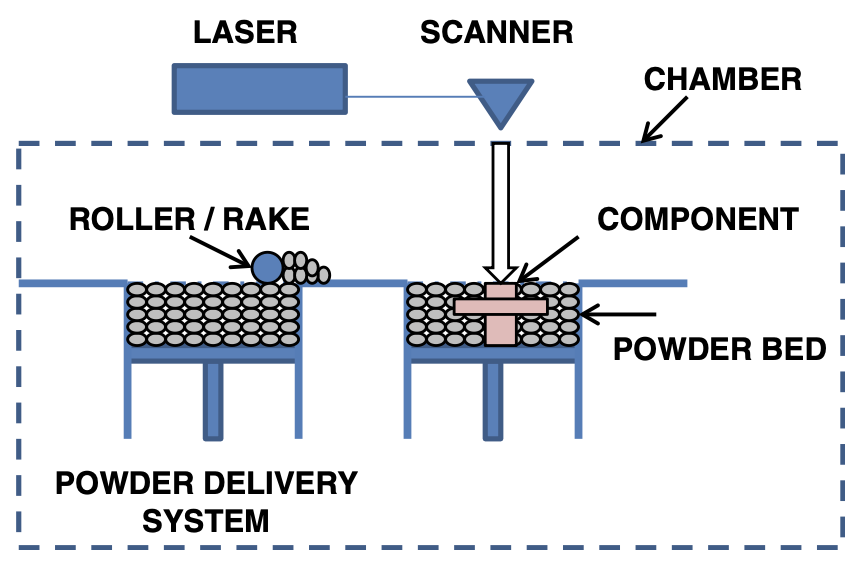 LASER
SCANNER
CHAMBER
ROLLER / RAKE
COMPONENT
POWDER BED
POWDER DELIVERY
SYSTEM